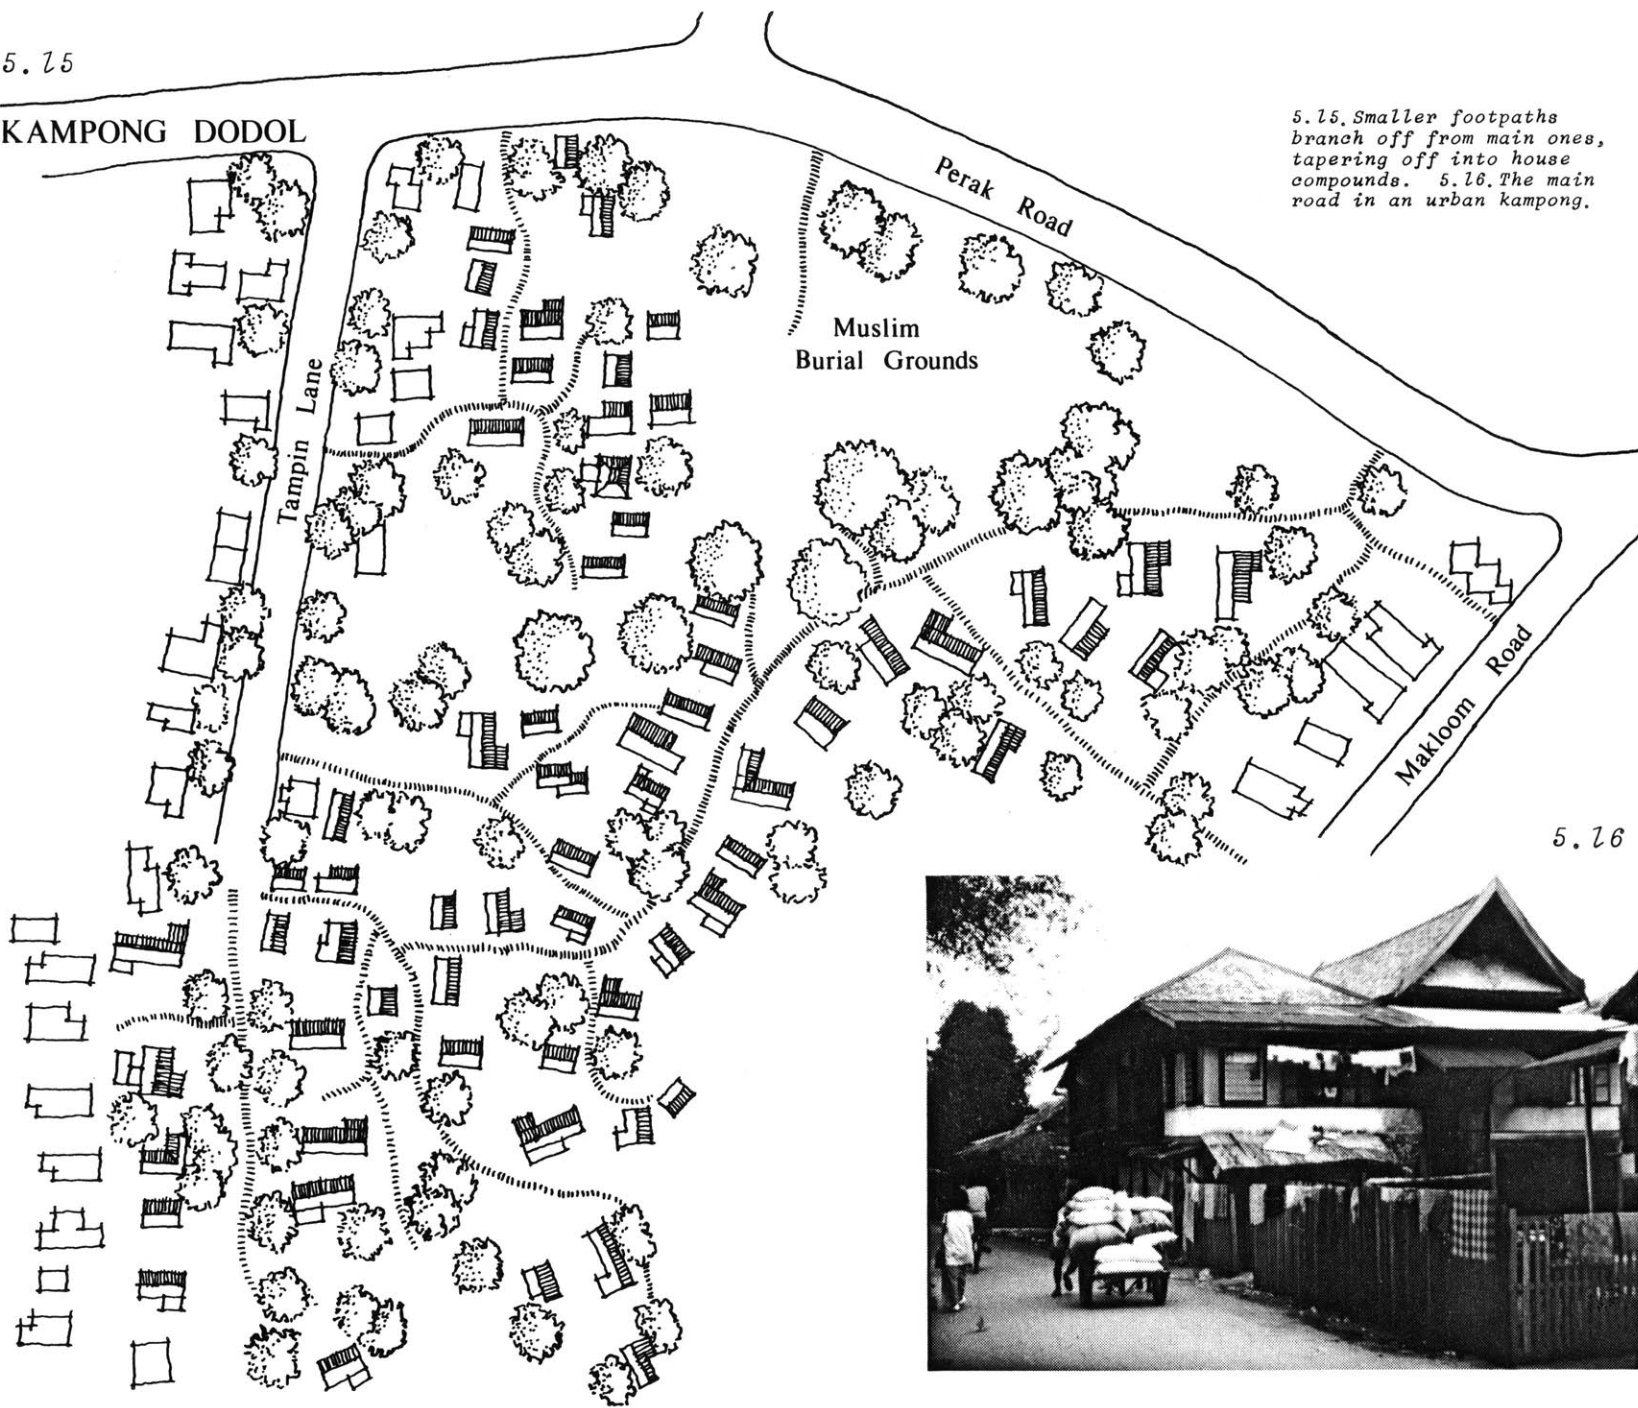 5.15
KAMPONG DODOL
5.15. Smaller footpaths
branch off from main ones,
tapering off into house
compounds. 5.16. The main
road in an urban kampong.
Perak Road
Muslim
Burial Grounds
Tampin Lane
Makloom Road
5.16